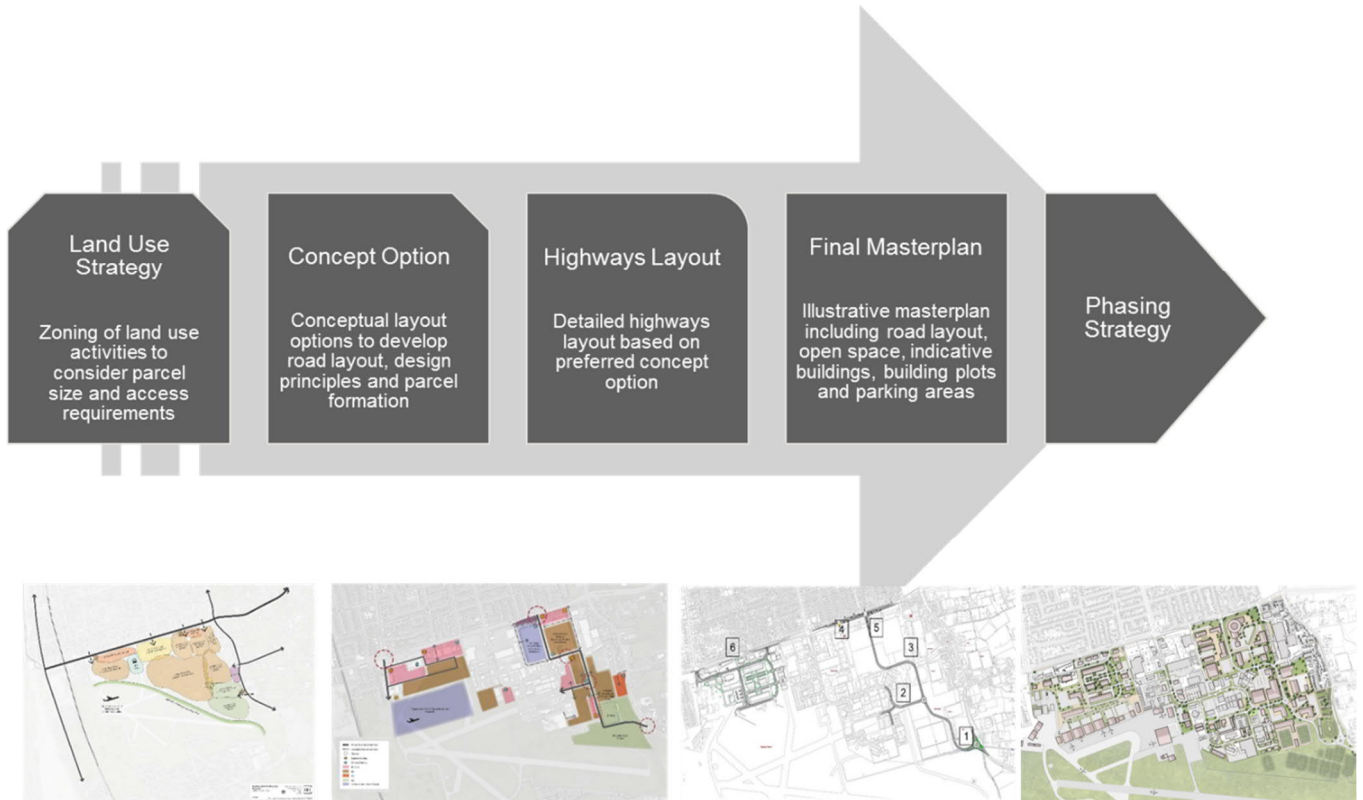 Land Use
Strategy
Zoning of land use
activities to
consider parcel
size and access
requirements
Concept Option
Conceptual layout
options to develop
road layout, design
principles and parcel
formation
Highways Layout
Detailed highways
layout based on
preferred concept
option
Final Masterplan
Illustrative masterplan
including road layout,
open space, indicative
buildings, building plots
and parking areas
Phasing
Strategy
6
4
5
3
2
1